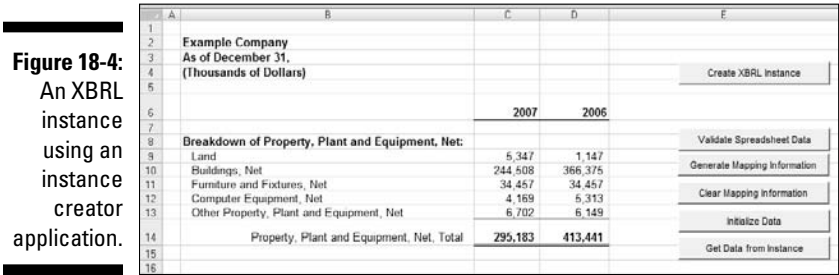 Figure 18-4:
An XBRL
instance
using an
instance
creator
application.
A B C D E
1
2 Example Company
3 As of December 31,
4 (Thousands of Dollars) Create XBRL Instance
5
6 2007 2006
7
8 Breakdown of Property, Plant and Equipment, Net: Validate Spreadsheet Data
9 Land 5,347 1,147
Generate Mapping Information
10 Buildings, Net 244,508 366,375
11 Furniture and Fixtures, Net 34,457 34,457
Clear Mapping Information
12 Computer Equipment, Net 4,169 5,313
13 Other Property, Plant and Equipment, Net 6,702 6,149
Initialize Data
14 Property, Plant and Equipment, Net, Total 295,183 413,441
15 Get Data from Instance
16